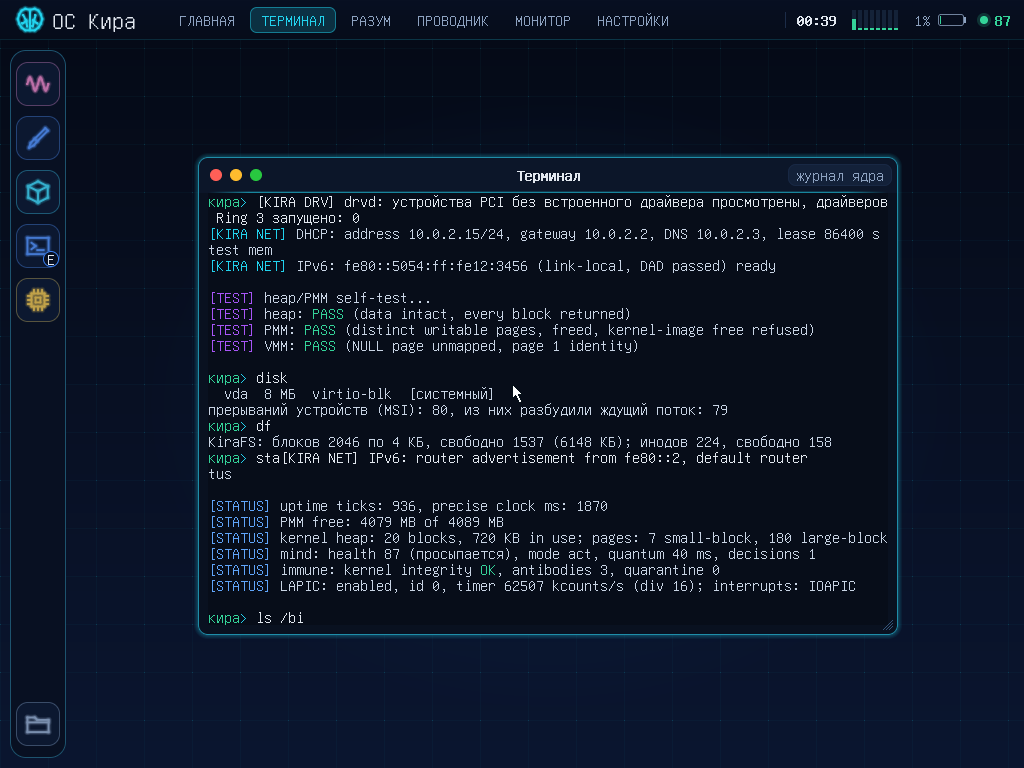 ОС Кира
ГЛАВНАЯ ТЕРМИНАЛ РАЗУМ ПРОВОДНИК МОНИТОР НАСТРОЙКИ
00:39 1% 87
E
Терминал
журнал ядра
кира> [KIRA DRV] drvd: устройства PCI без встроенного драйвера просмотрены, драйверов
Ring 3 запущено: 0
[KIRA NET] DHCP: address 10.0.2.15/24, gateway 10.0.2.2, DNS 10.0.2.3, lease 86400 s
test mem
[KIRA NET] IPv6: fe80::5054:ff:fe12:3456 (link-local, DAD passed) ready
[TEST] heap/PMM self-test...
[TEST] heap: PASS (data intact, every block returned)
[TEST] PMM: PASS (distinct writable pages, freed, kernel-image free refused)
[TEST] VMM: PASS (NULL page unmapped, page 1 identity)
кира> disk
vda 8 МБ virtio-blk [системный]
прерываний устройств (MSI): 80, из них разбудили ждущий поток: 79
кира> df
KiraFS: блоков 2046 по 4 КБ, свободно 1537 (6148 КБ); инодов 224, свободно 158
кира> sta[KIRA NET] IPv6: router advertisement from fe80::2, default router
tus
[STATUS] uptime ticks: 936, precise clock ms: 1870
[STATUS] PMM free: 4079 MB of 4089 MB
[STATUS] kernel heap: 20 blocks, 720 KB in use; pages: 7 small-block, 180 large-block
[STATUS] mind: health 87 (просыпается), mode act, quantum 40 ms, decisions 1
[STATUS] immune: kernel integrity OK, antibodies 3, quarantine 0
[STATUS] LAPIC: enabled, id 0, timer 62507 kcounts/s (div 16); interrupts: IOAPIC
кира> ls /bi